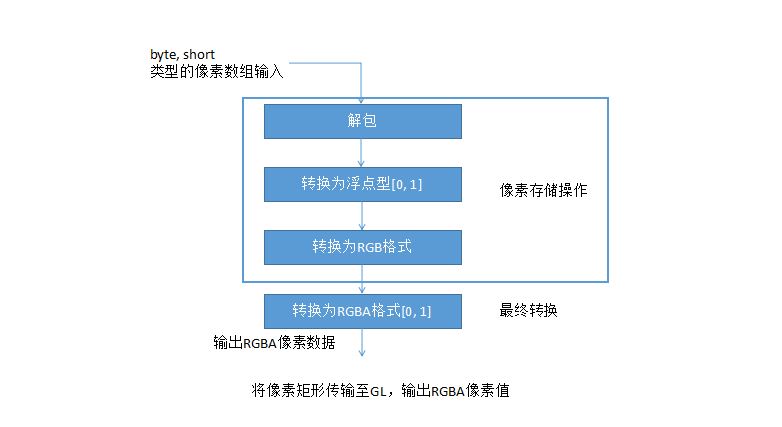 byte, short
类型的像素数组输入
解包
转换为浮点型[0, 1]
像素存储操作
转换为RGB格式
转换为RGBA格式[0, 1]
最终转换
输出RGBA像素数据
将像素矩形传输至GL，输出RGBA像素值